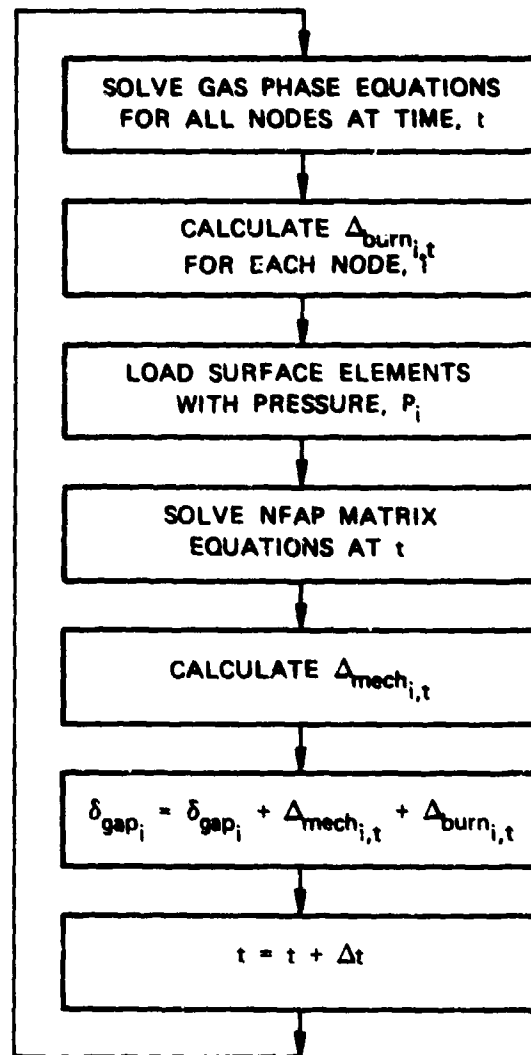 SOLVE GAS PHASE EQUATIONS
FOR ALL NODES AT TIME, t
CALCULATE Δburn i,t
FOR EACH NODE, i
LOAD SURFACE ELEMENTS
WITH PRESSURE, Pi
SOLVE NFAP MATRIX
EQUATIONS AT t
CALCULATE Δmech i,t
δgap i = δgap i + Δmech i,t + Δburn i,t
t = t + Δt